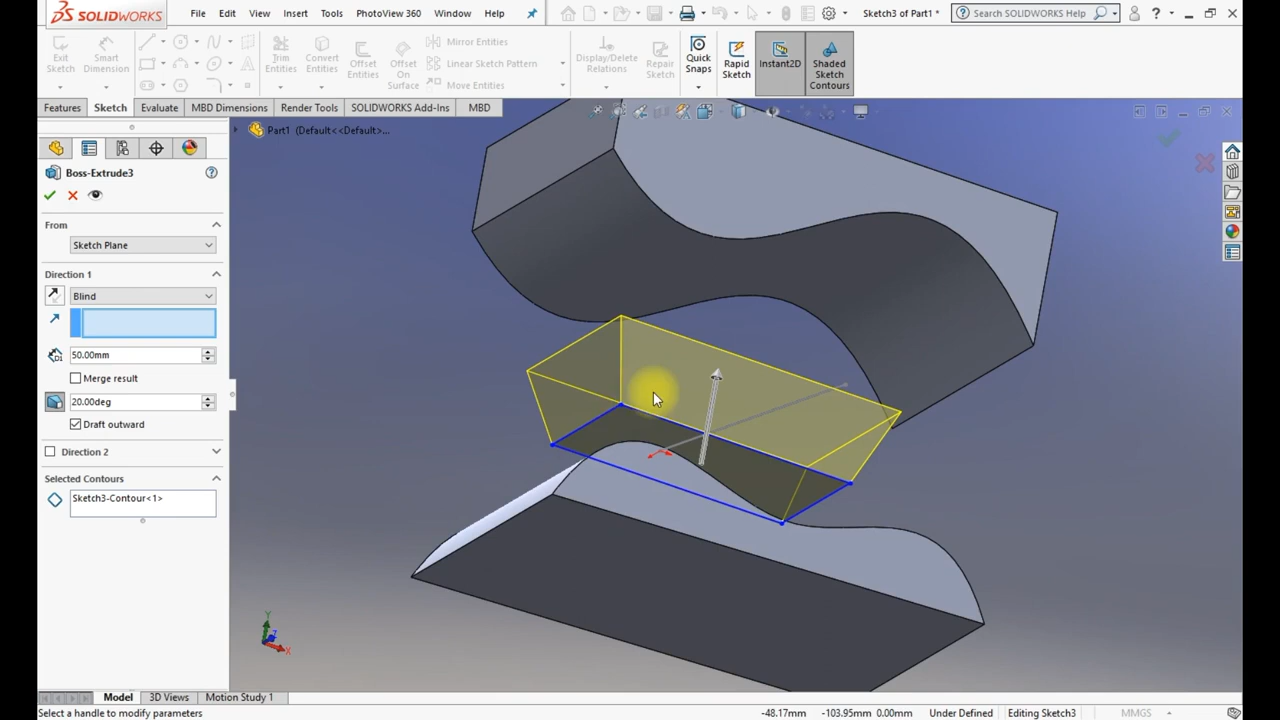 SOLIDWORKS File Edit View Insert Tools PhotoView 360 Window Help Sketch3 of Part1 * Search SOLIDWORKS Help
Exit Sketch Smart Dimension Trim Entities Convert Entities Offset Entities Offset On Surface Mirror Entities Linear Sketch Pattern Move Entities Display/Delete Relations Repair Sketch Quick Snaps Rapid Sketch Instant2D Shaded Sketch Contours
Features Sketch Evaluate MBD Dimensions Render Tools SOLIDWORKS Add-Ins MBD
Part1 (Default<<Default>...
Boss-Extrude3
From
Sketch Plane
Direction 1
Blind
D1
50.00mm
Merge result
20.00deg
Draft outward
Direction 2
Selected Contours
Sketch3-Contour<1>
Y
Z
X
Model 3D Views Motion Study 1
Select a handle to modify parameters -48.17mm -103.95mm 0.00mm Under Defined Editing Sketch3 MMGS